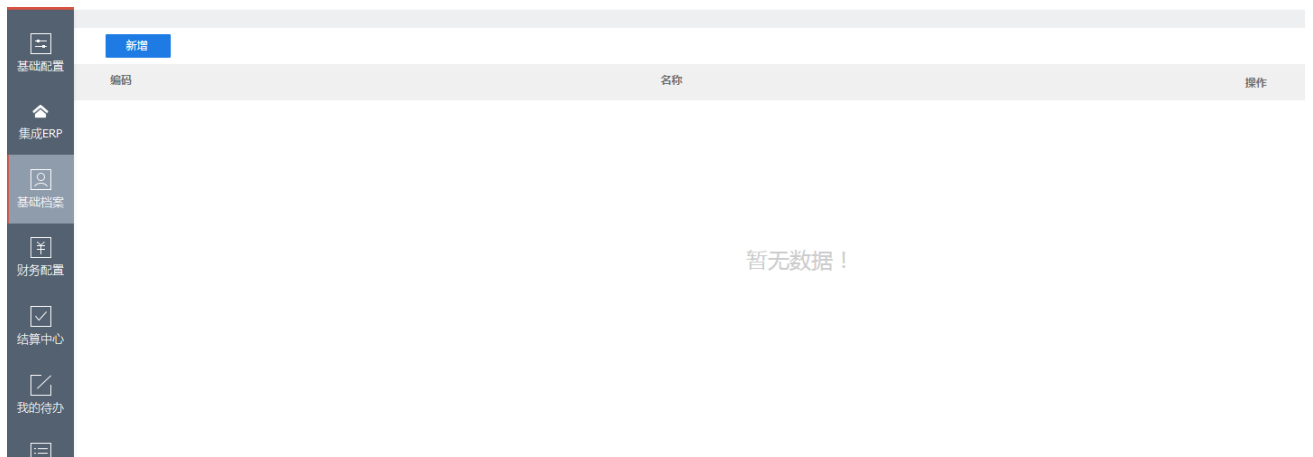 新增
编码 名称 操作
基础配置
集成ERP
基础档案
财务配置
结算中心
我的待办
暂无数据！